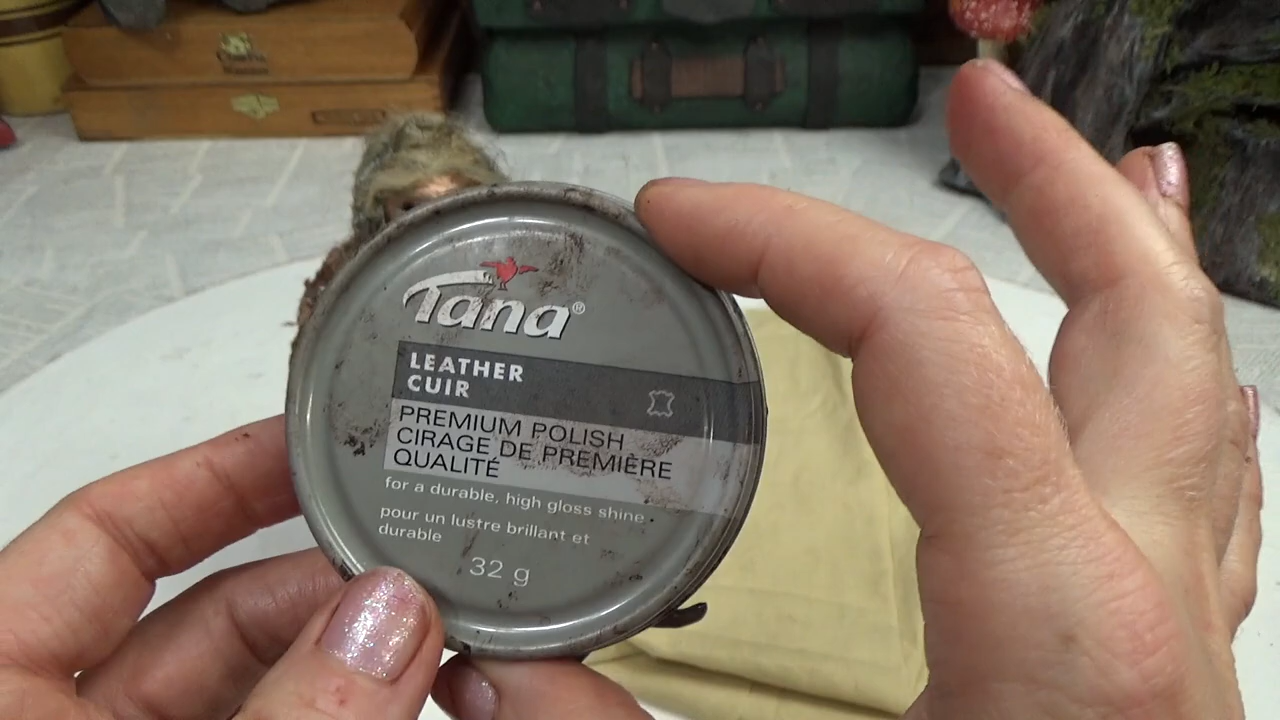 Tana®
LEATHER
CUIR
PREMIUM POLISH
CIRAGE DE PREMIÈRE
QUALITÉ
for a durable, high gloss shine
pour un lustre brillant et
durable
32 g